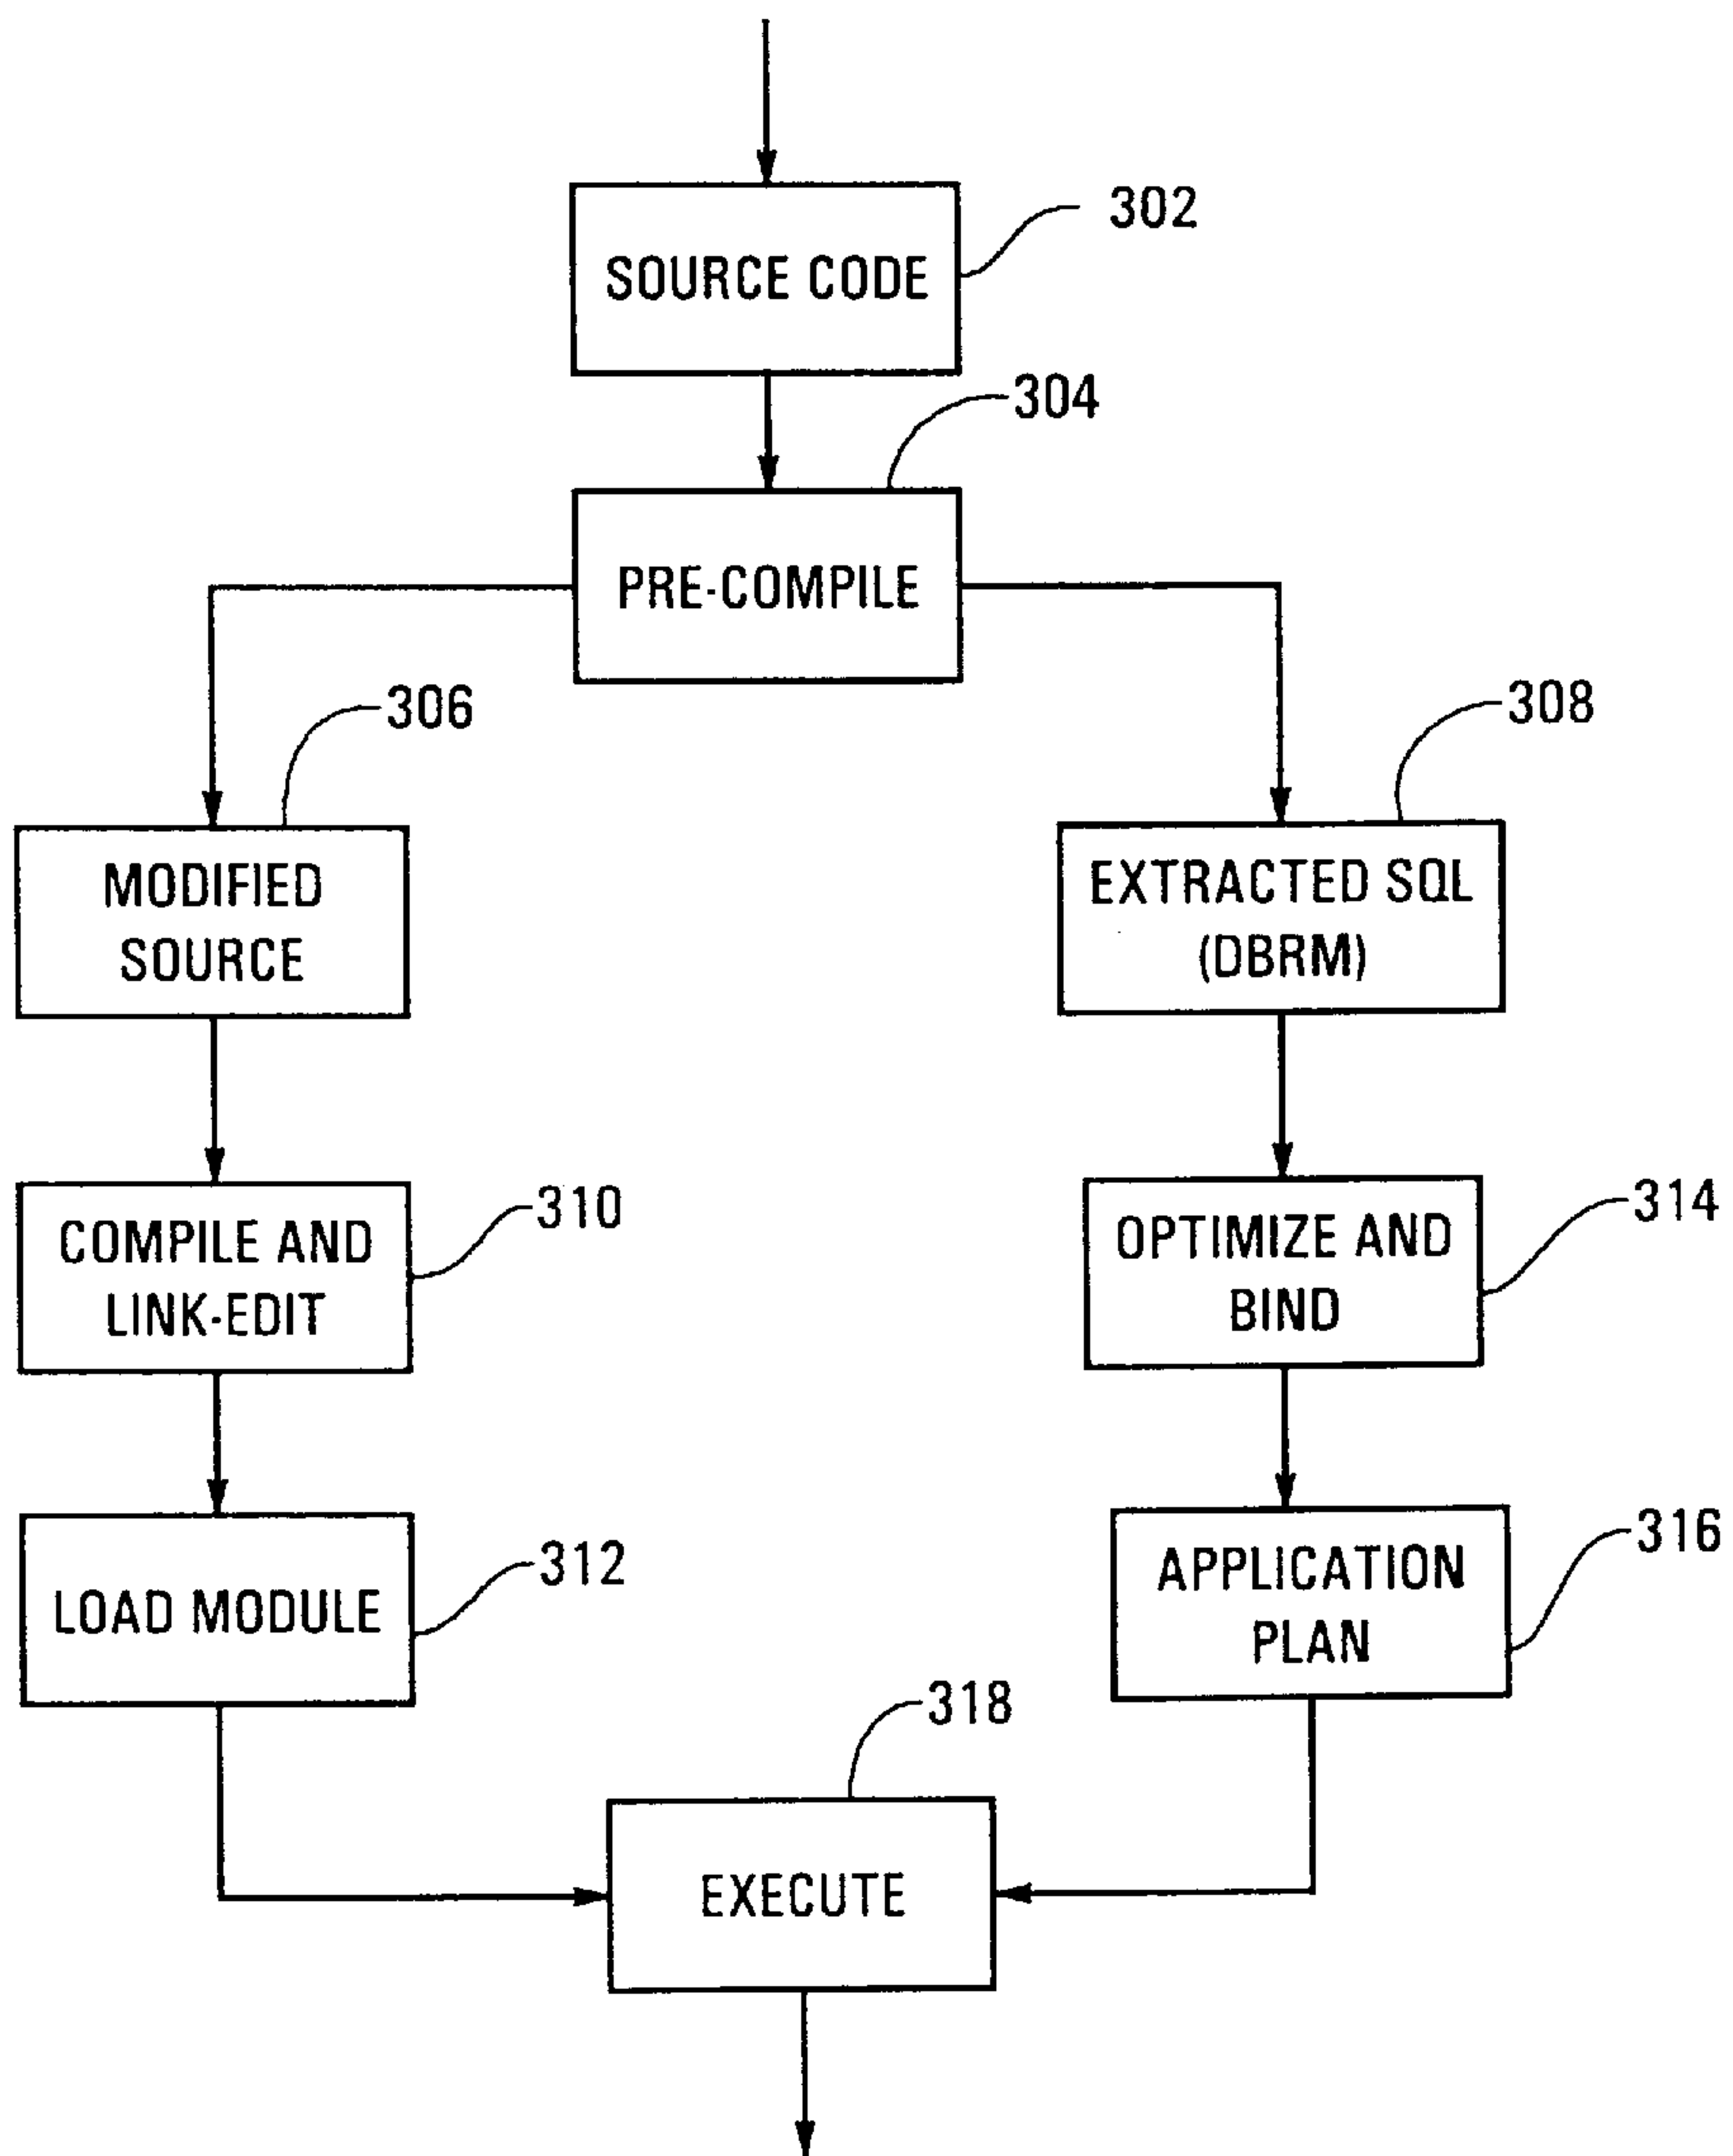 302
SOURCE CODE
304
PRE-COMPILE
306
308
MODIFIED
SOURCE
EXTRACTED SQL
(DBRM)
310
314
COMPILE AND
LINK-EDIT
OPTIMIZE AND
BIND
312
316
LOAD MODULE
APPLICATION
PLAN
318
EXECUTE